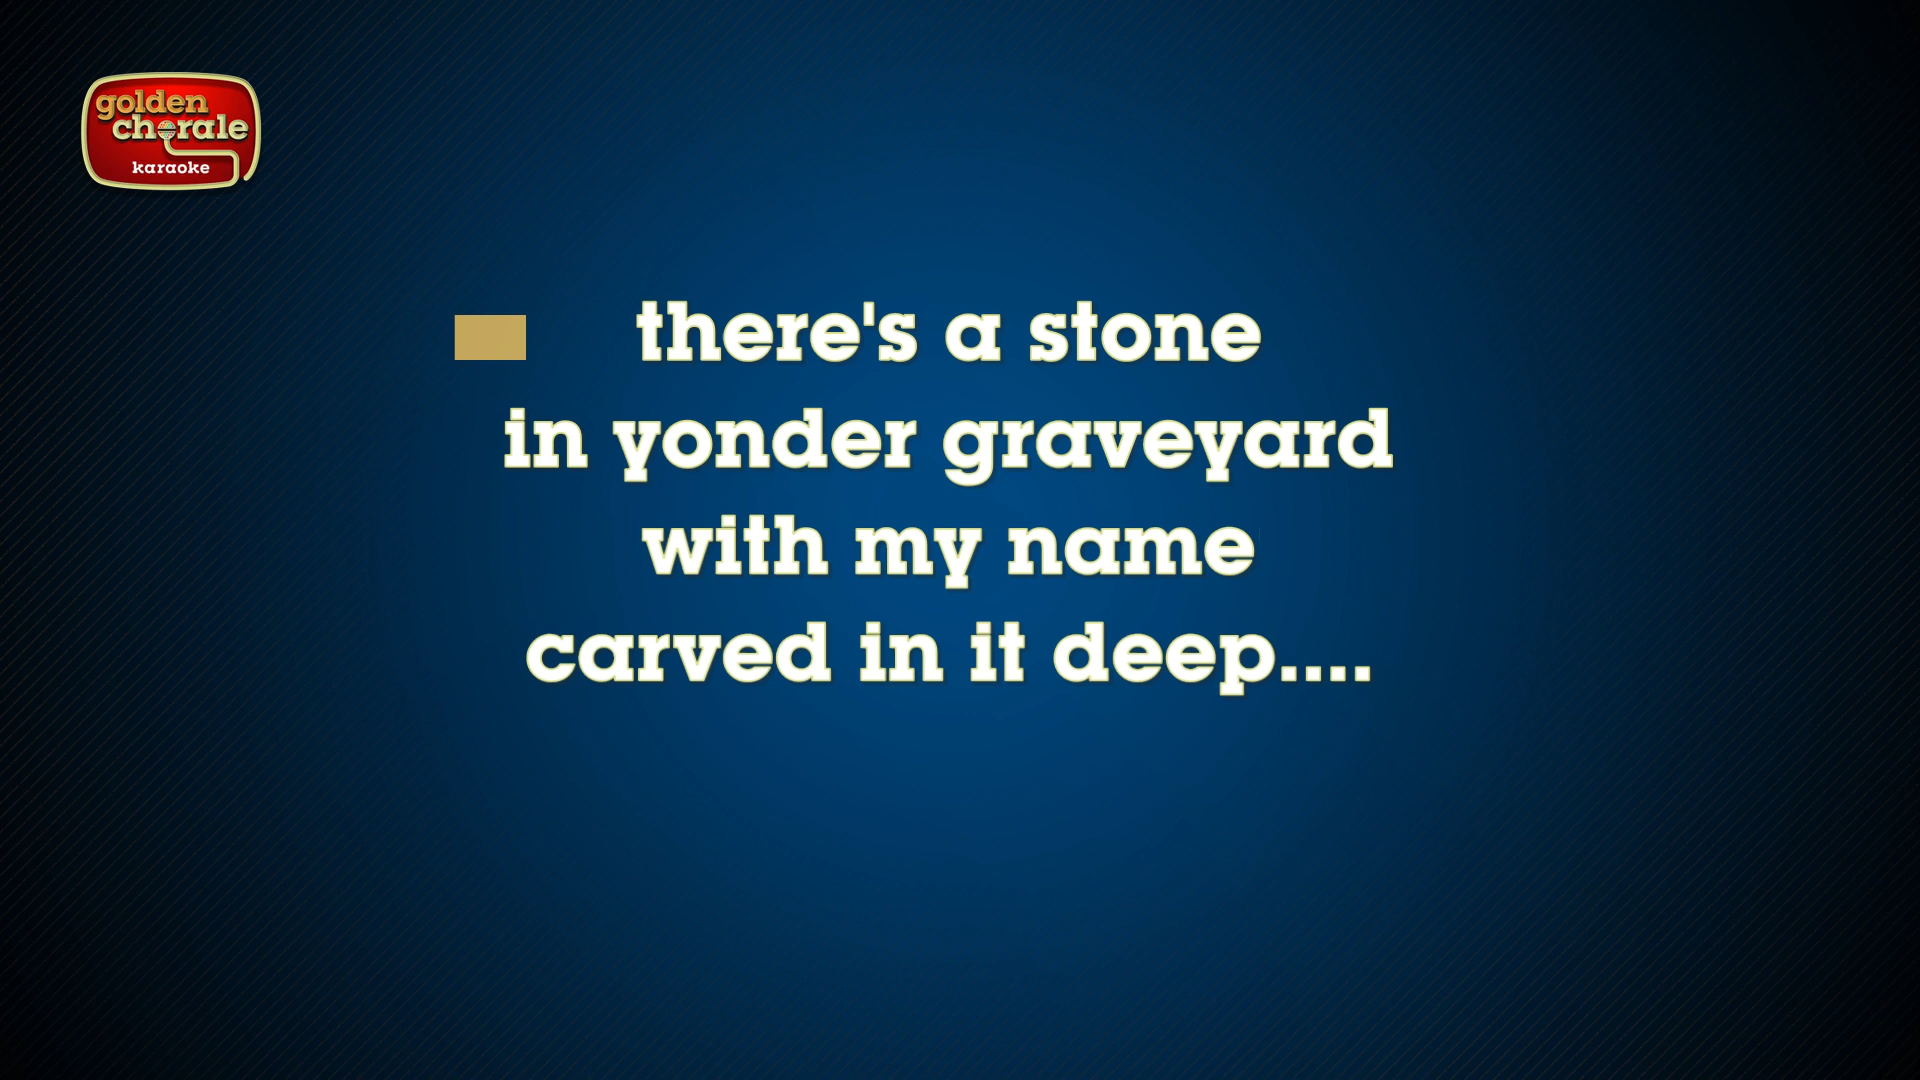 golden
chorale
karaoke
there's a stone
in yonder graveyard
with my name
carved in it deep....